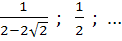 1/(2−2√2) ; 1/2 ; ...